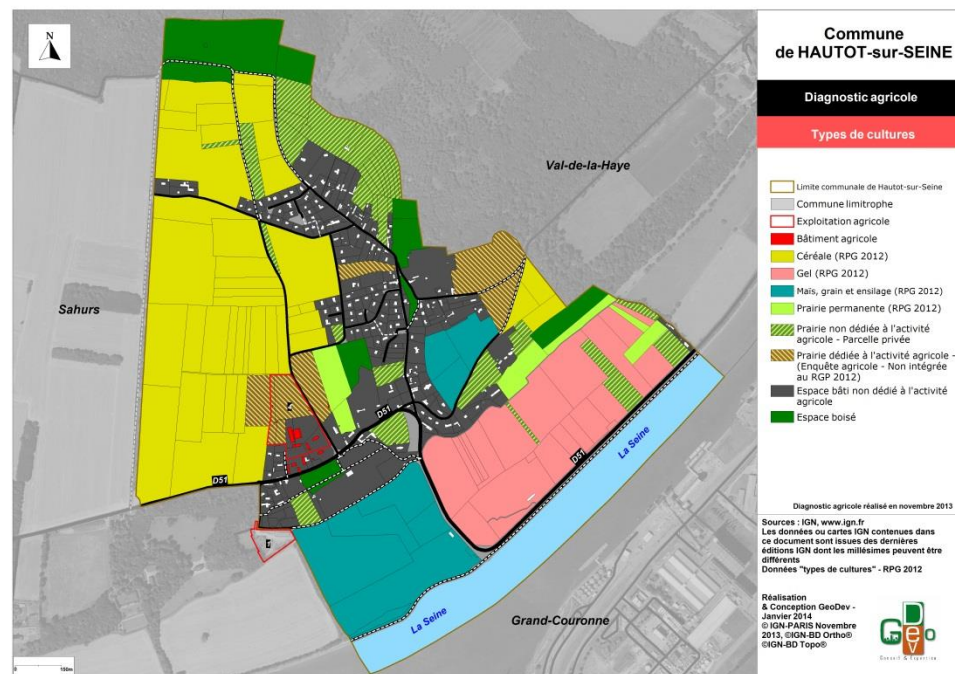 N
Commune
de HAUTOT-sur-SEINE
Diagnostic agricole
Types de cultures
Val-de-la-Haye
Sahurs
Grand-Couronne
La Seine
La Seine
D51
D51
D51
Limite communale de Hautot-sur-Seine
Commune limitrophe
Exploitation agricole
Bâtiment agricole
Céréale (RPG 2012)
Gel (RPG 2012)
Maïs, grain et ensilage (RPG 2012)
Prairie permanente (RPG 2012)
Prairie non dédiée à l'activité
agricole - Parcelle privée
Prairie dédiée à l'activité agricole -
(Enquête agricole - Non intégrée
au RGP 2012)
Espace bâti non dédié à l'activité
agricole
Espace boisé
Diagnostic agricole réalisé en novembre 2013
Sources : IGN, www.ign.fr
Les données ou cartes IGN contenues dans
ce document sont issues des dernières
éditions IGN dont les millésimes peuvent être
différents
Données "types de cultures" - RPG 2012
Réalisation
& Conception GeoDev -
Janvier 2014
© IGN-PARIS Novembre
2013, ©IGN-BD Ortho®
©IGN-BD Topo®
GeoDev
Conseil & Expertise
0 100m